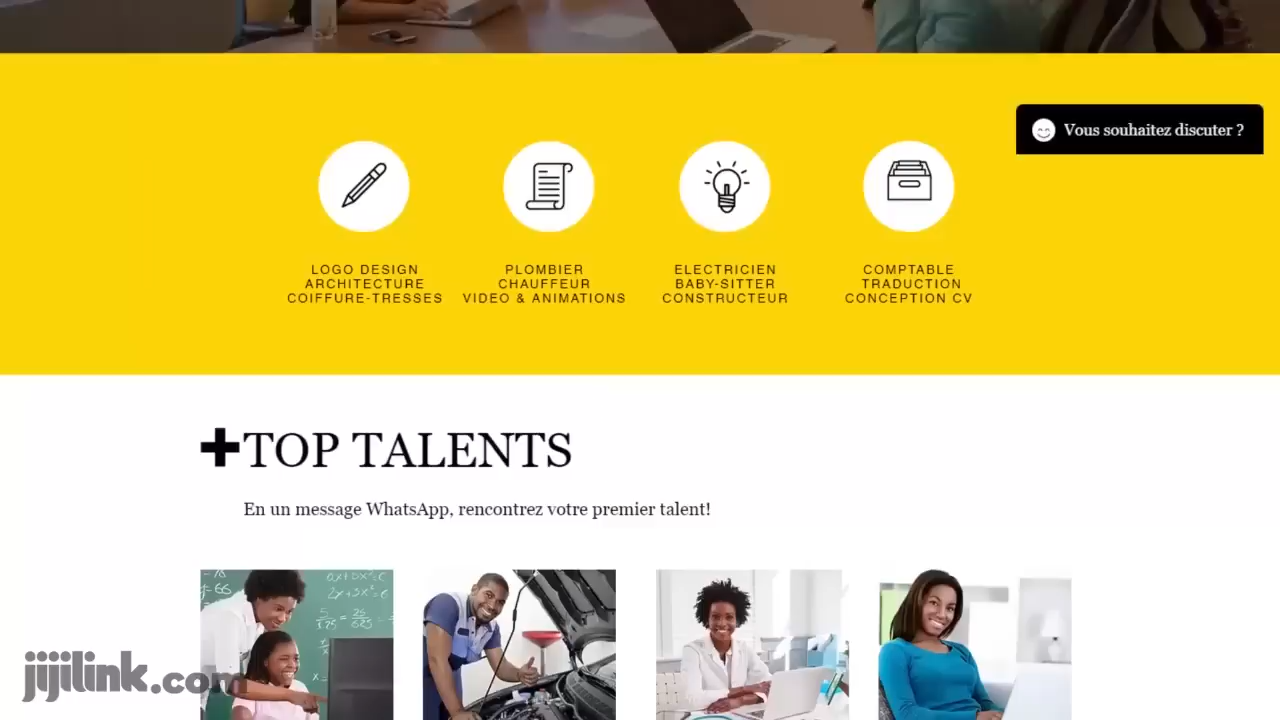 Vous souhaitez discuter ?
LOGO DESIGN
ARCHITECTURE
COIFFURE-TRESSES
PLOMBIER
CHAUFFEUR
VIDEO & ANIMATIONS
ELECTRICIEN
BABY-SITTER
CONSTRUCTEUR
COMPTABLE
TRADUCTION
CONCEPTION CV
+TOP TALENTS
En un message WhatsApp, rencontrez votre premier talent!
jijilink.com